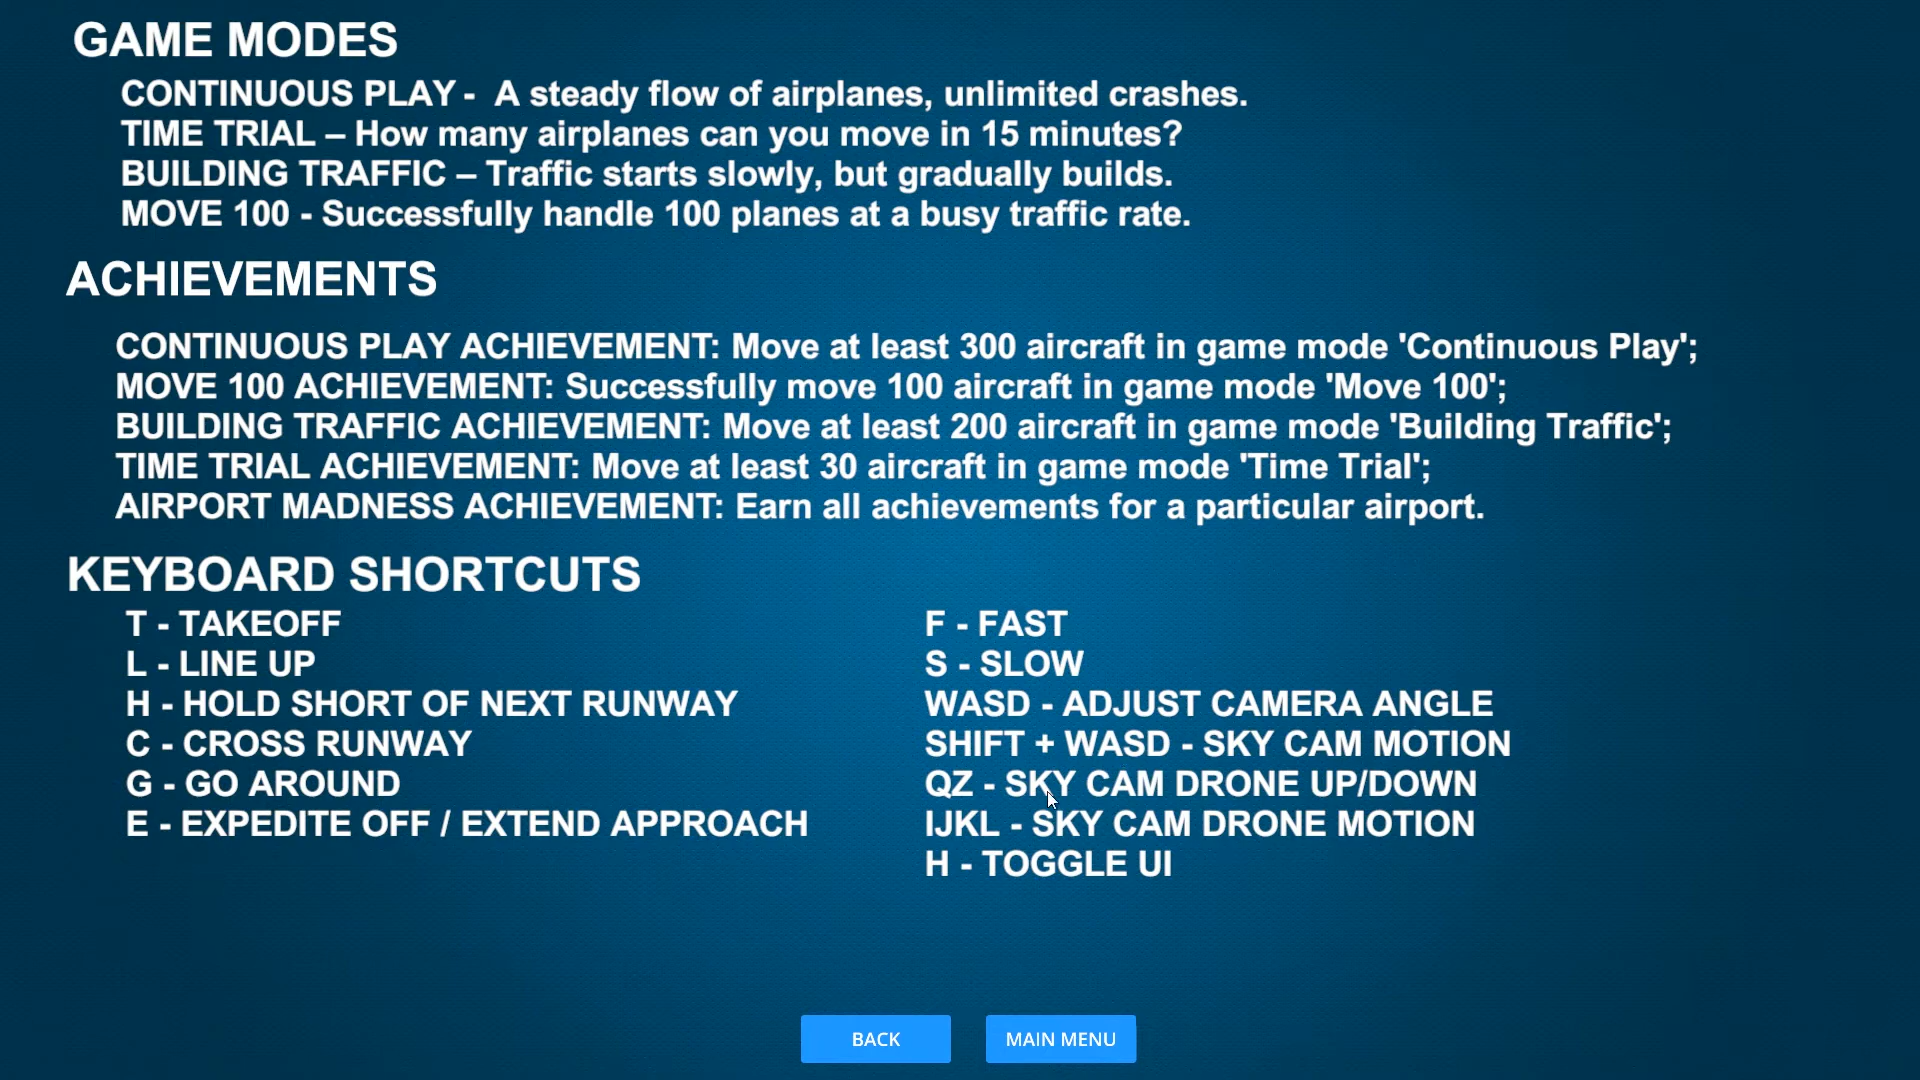 GAME MODES
CONTINUOUS PLAY -  A steady flow of airplanes, unlimited crashes.
TIME TRIAL – How many airplanes can you move in 15 minutes?
BUILDING TRAFFIC – Traffic starts slowly, but gradually builds.
MOVE 100 - Successfully handle 100 planes at a busy traffic rate.
ACHIEVEMENTS
CONTINUOUS PLAY ACHIEVEMENT: Move at least 300 aircraft in game mode 'Continuous Play';
MOVE 100 ACHIEVEMENT: Successfully move 100 aircraft in game mode 'Move 100';
BUILDING TRAFFIC ACHIEVEMENT: Move at least 200 aircraft in game mode 'Building Traffic';
TIME TRIAL ACHIEVEMENT: Move at least 30 aircraft in game mode 'Time Trial';
AIRPORT MADNESS ACHIEVEMENT: Earn all achievements for a particular airport.
KEYBOARD SHORTCUTS
T - TAKEOFF
L - LINE UP
H - HOLD SHORT OF NEXT RUNWAY
C - CROSS RUNWAY
G - GO AROUND
E - EXPEDITE OFF / EXTEND APPROACH
F - FAST
S - SLOW
WASD - ADJUST CAMERA ANGLE
SHIFT + WASD - SKY CAM MOTION
QZ - SKY CAM DRONE UP/DOWN
IJKL - SKY CAM DRONE MOTION
H - TOGGLE UI
BACK
MAIN MENU